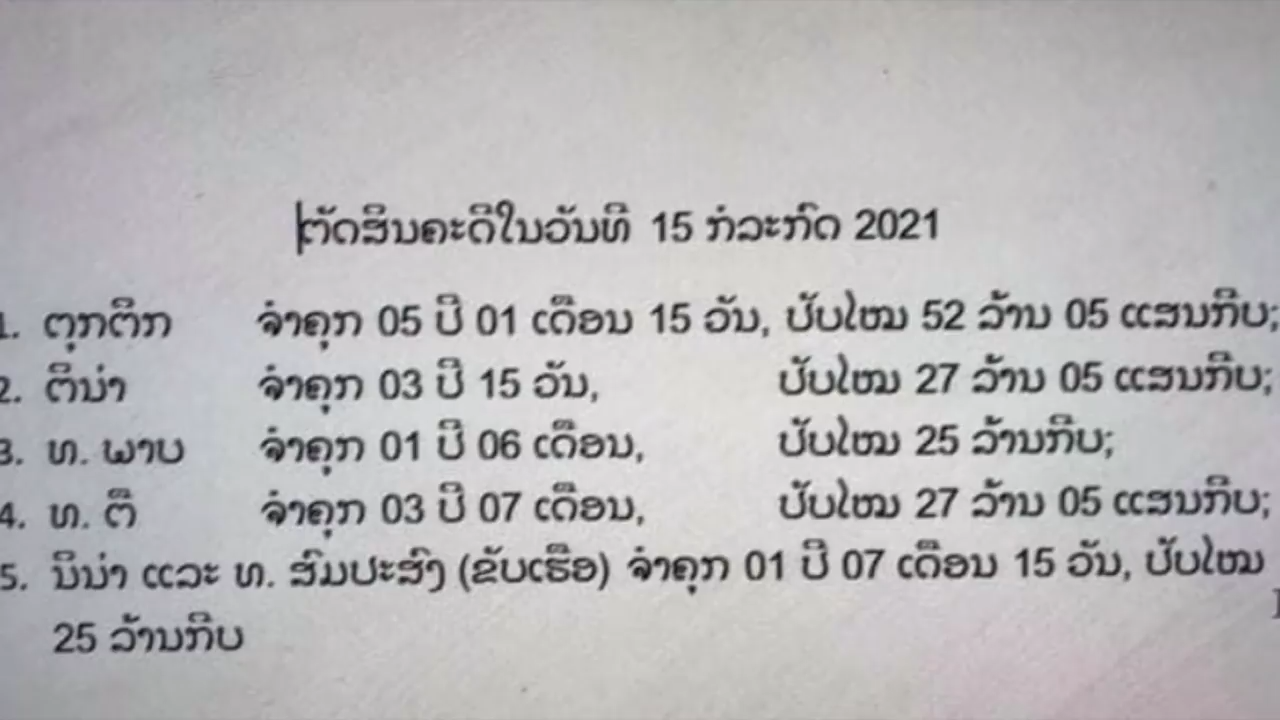 ຕັດສິນຄະດີໃນວັນທີ 15 ກໍລະກົດ 2021
1. ຕຸກຕິກ ຈຳຄຸກ 05 ປີ 01 ເດືອນ 15 ວັນ, ປັບໄໝ 52 ລ້ານ 05 ແສນກີບ;
2. ຕິນ່າ ຈຳຄຸກ 03 ປີ 15 ວັນ, ປັບໄໝ 27 ລ້ານ 05 ແສນກີບ;
3. ທ. ພາບ ຈຳຄຸກ 01 ປີ 06 ເດືອນ, ປັບໄໝ 25 ລ້ານກີບ;
4. ທ. ຕີ໋ ຈຳຄຸກ 03 ປີ 07 ເດືອນ, ປັບໄໝ 27 ລ້ານ 05 ແສນກີບ;
5. ນິນ່າ ແລະ ທ. ສົມປະສົງ (ຂັບເຮືອ) ຈຳຄຸກ 01 ປີ 07 ເດືອນ 15 ວັນ, ປັບໄໝ
25 ລ້ານກີບ